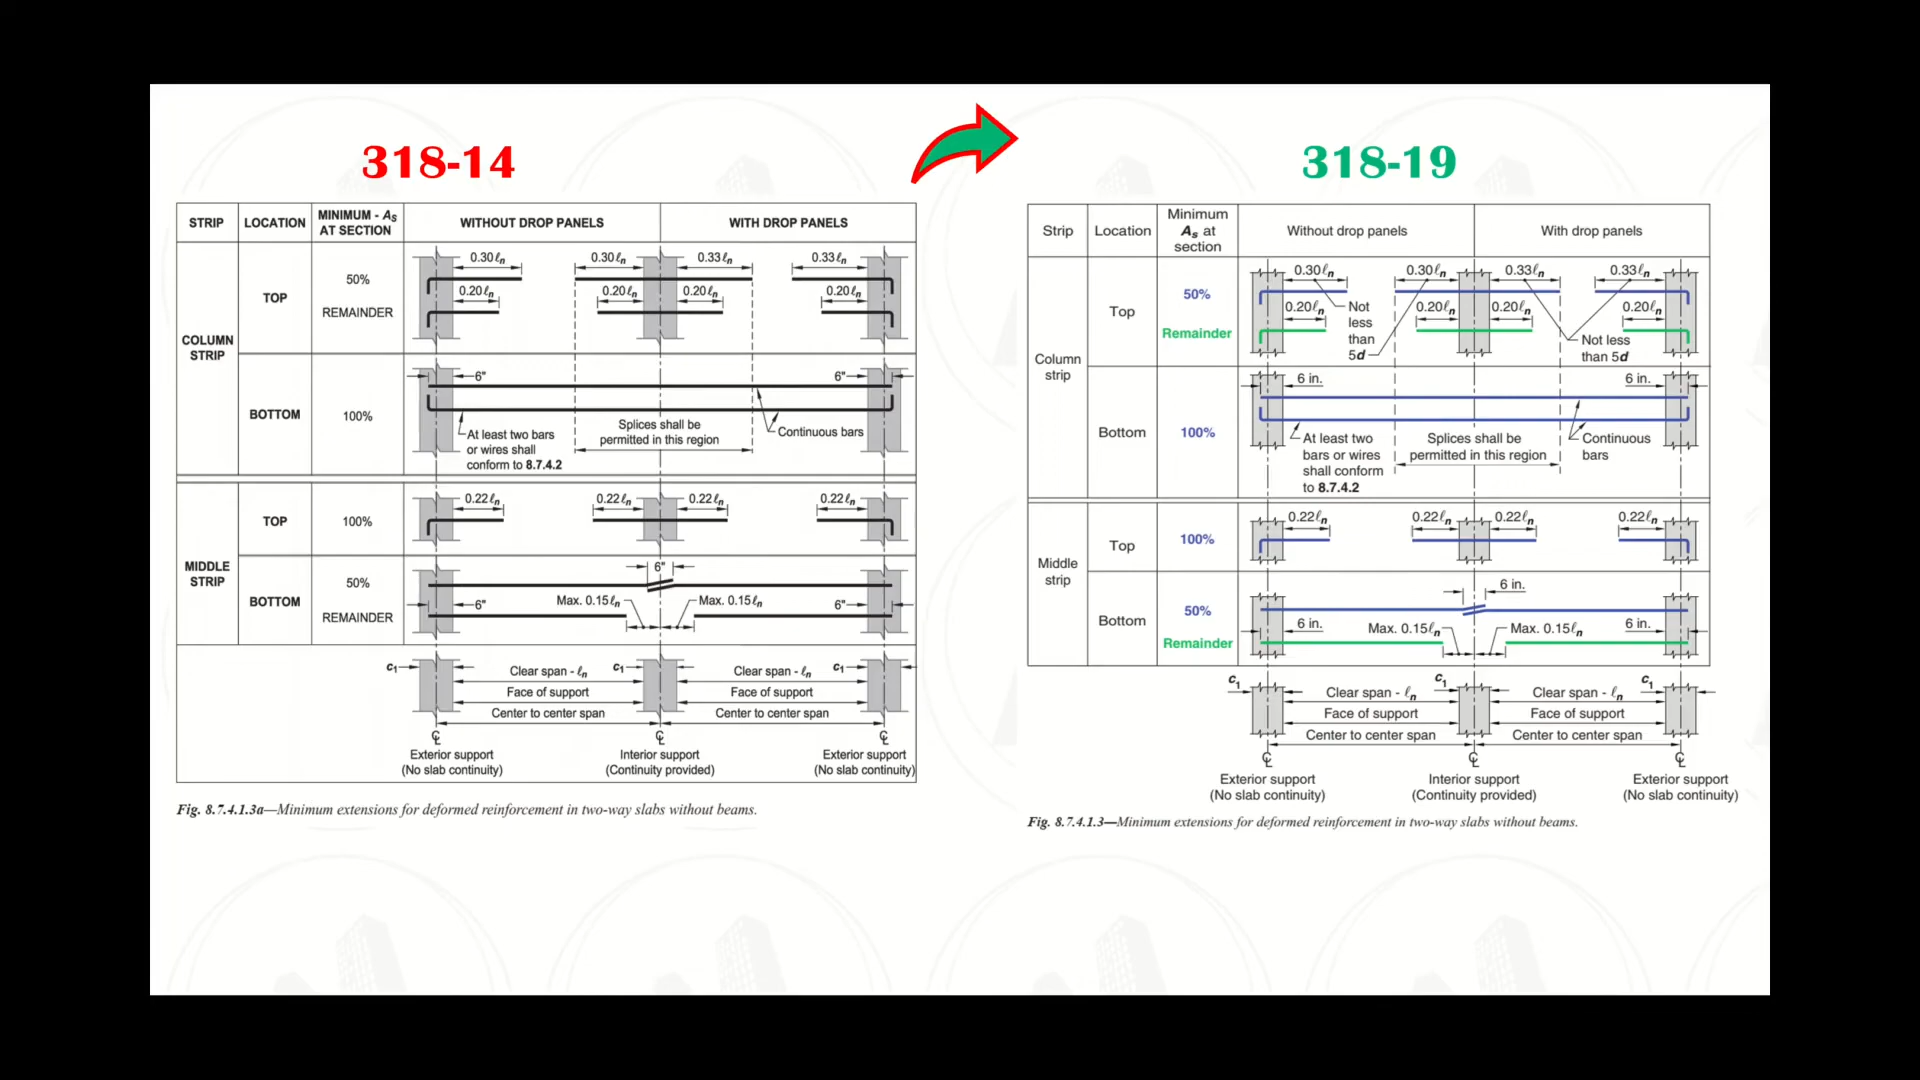 318-14
STRIP LOCATION MINIMUM - As AT SECTION WITHOUT DROP PANELS WITH DROP PANELS
COLUMN STRIP
TOP
50%
REMAINDER
0.30ℓn 0.30ℓn 0.33ℓn 0.33ℓn
0.20ℓn 0.20ℓn 0.20ℓn 0.20ℓn
BOTTOM
100%
6" 6"
At least two bars
or wires shall
conform to 8.7.4.2
Splices shall be
permitted in this region
Continuous bars
MIDDLE STRIP
TOP
100%
0.22ℓn 0.22ℓn 0.22ℓn 0.22ℓn
BOTTOM
50%
REMAINDER
6"
6" Max. 0.15ℓn Max. 0.15ℓn 6"
c1 Clear span - ℓn c1 Clear span - ℓn c1
Face of support Face of support
Center to center span Center to center span
℄ ℄ ℄
Exterior support Interior support Exterior support
(No slab continuity) (Continuity provided) (No slab continuity)
Fig. 8.7.4.1.3a—Minimum extensions for deformed reinforcement in two-way slabs without beams.
318-19
Strip Location Minimum As at section Without drop panels With drop panels
Column strip
Top
50%
Remainder
0.30ℓn 0.30ℓn 0.33ℓn 0.33ℓn
0.20ℓn 0.20ℓn 0.20ℓn 0.20ℓn
Not
less
than
5d
Not less
than 5d
Bottom
100%
6 in. 6 in.
At least two
bars or wires
shall conform
to 8.7.4.2
Splices shall be
permitted in this region
Continuous
bars
Middle strip
Top
100%
0.22ℓn 0.22ℓn 0.22ℓn 0.22ℓn
Bottom
50%
Remainder
6 in.
6 in. Max. 0.15ℓn Max. 0.15ℓn 6 in.
c1 c1 c1
Clear span - ℓn Clear span - ℓn
Face of support Face of support
Center to center span Center to center span
℄ ℄ ℄
Exterior support Interior support Exterior support
(No slab continuity) (Continuity provided) (No slab continuity)
Fig. 8.7.4.1.3—Minimum extensions for deformed reinforcement in two-way slabs without beams.